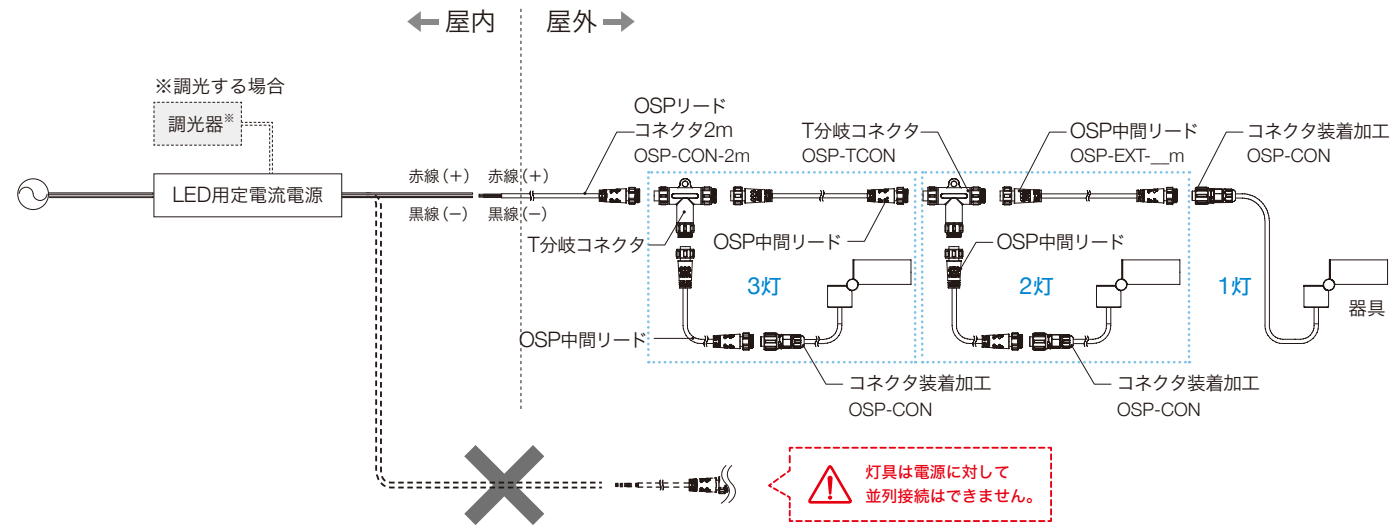 屋内
屋外
※調光する場合
調光器※
LED用定電流電源
赤線(+)
赤線(+)
黒線(−)
黒線(−)
OSPリード
コネクタ2m
OSP-CON-2m
T分岐コネクタ
OSP-TCON
OSP中間リード
OSP-EXT-__m
コネクタ装着加工
OSP-CON
T分岐コネクタ
OSP中間リード
OSP中間リード
3灯
2灯
1灯
器具
OSP中間リード
コネクタ装着加工
OSP-CON
コネクタ装着加工
OSP-CON
灯具は電源に対して
並列接続はできません。